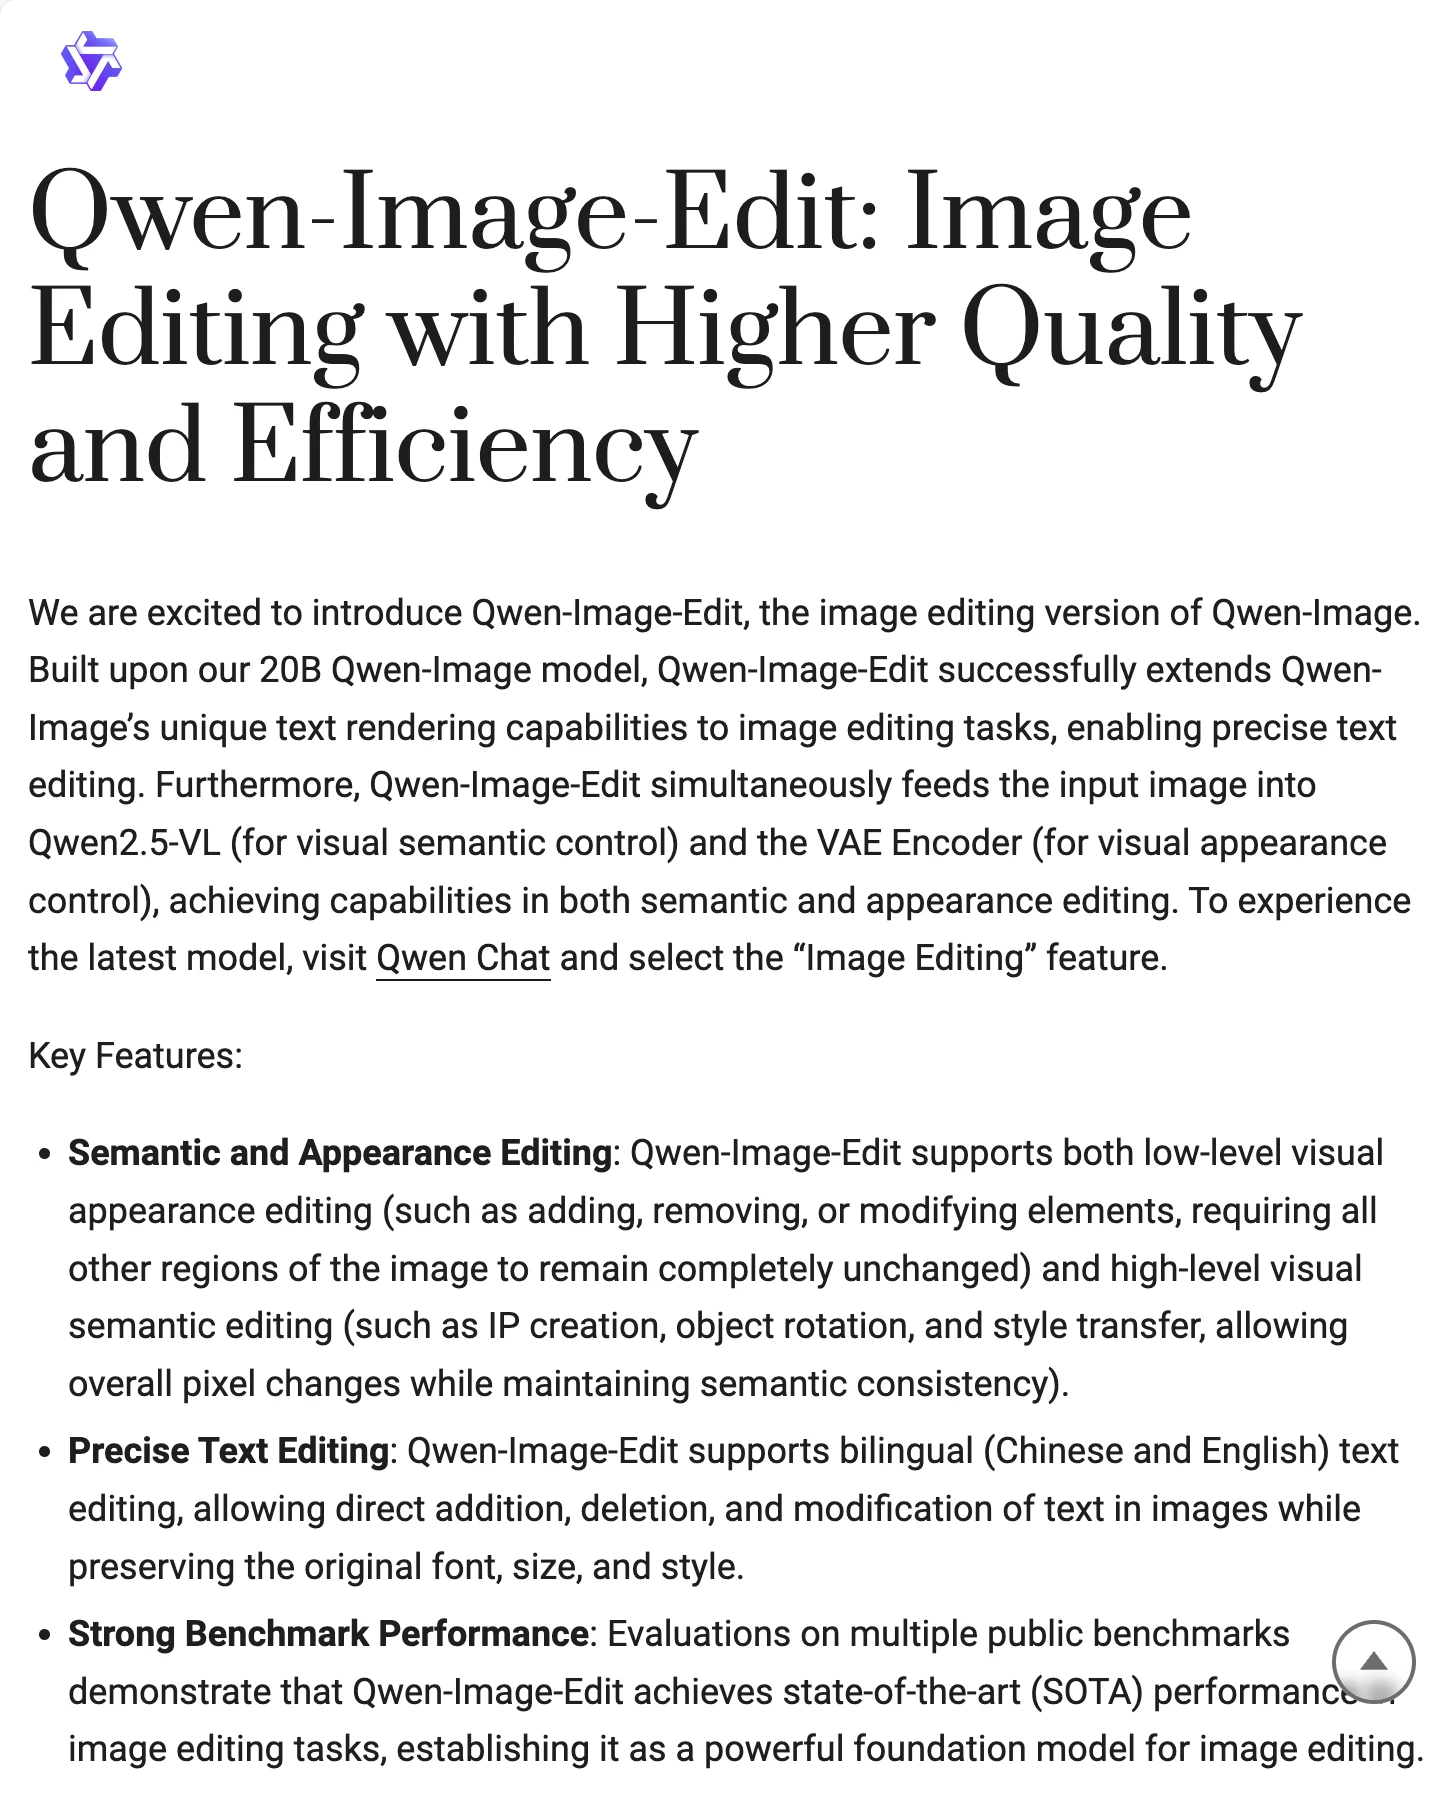 Qwen-Image-Edit: Image
Editing with Higher Quality
and Efficiency
We are excited to introduce Qwen-Image-Edit, the image editing version of Qwen-Image.
Built upon our 20B Qwen-Image model, Qwen-Image-Edit successfully extends Qwen-
Image’s unique text rendering capabilities to image editing tasks, enabling precise text
editing. Furthermore, Qwen-Image-Edit simultaneously feeds the input image into
Qwen2.5-VL (for visual semantic control) and the VAE Encoder (for visual appearance
control), achieving capabilities in both semantic and appearance editing. To experience
the latest model, visit Qwen Chat and select the “Image Editing” feature.
Key Features:
• Semantic and Appearance Editing: Qwen-Image-Edit supports both low-level visual
appearance editing (such as adding, removing, or modifying elements, requiring all
other regions of the image to remain completely unchanged) and high-level visual
semantic editing (such as IP creation, object rotation, and style transfer, allowing
overall pixel changes while maintaining semantic consistency).
• Precise Text Editing: Qwen-Image-Edit supports bilingual (Chinese and English) text
editing, allowing direct addition, deletion, and modification of text in images while
preserving the original font, size, and style.
• Strong Benchmark Performance: Evaluations on multiple public benchmarks
demonstrate that Qwen-Image-Edit achieves state-of-the-art (SOTA) performance
image editing tasks, establishing it as a powerful foundation model for image editing.